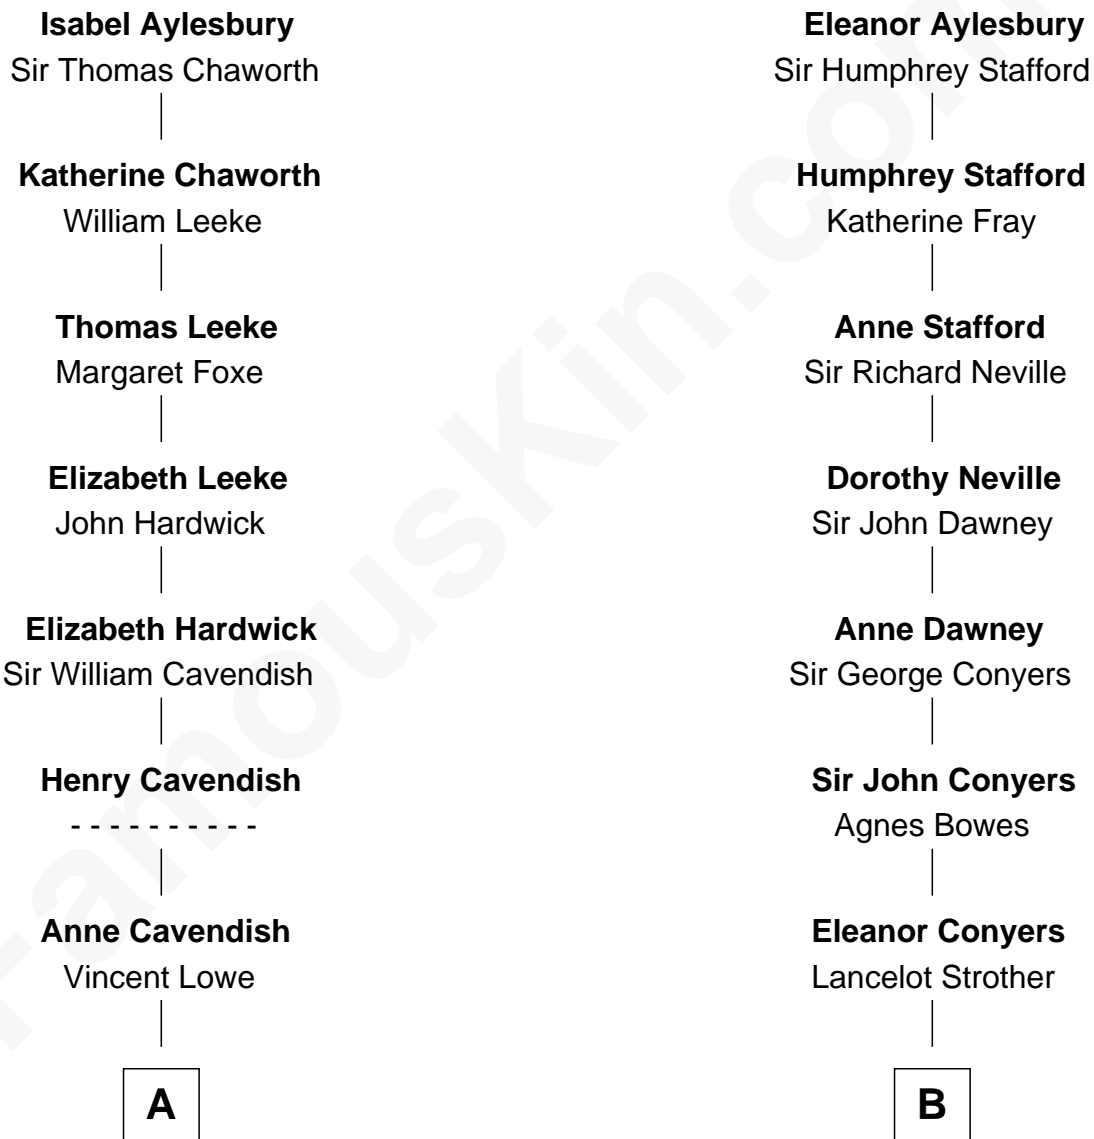 Isabel Aylesbury
Sir Thomas Chaworth
Katherine Chaworth
William Leeke
Thomas Leeke
Margaret Foxe
Elizabeth Leeke
John Hardwick
Elizabeth Hardwick
Sir William Cavendish
Henry Cavendish
- - - - - - - - - -
Anne Cavendish
Vincent Lowe
A
Eleanor Aylesbury
Sir Humphrey Stafford
Humphrey Stafford
Katherine Fray
Anne Stafford
Sir Richard Neville
Dorothy Neville
Sir John Dawney
Anne Dawney
Sir George Conyers
Sir John Conyers
Agnes Bowes
Eleanor Conyers
Lancelot Strother
B
FamousKin.com